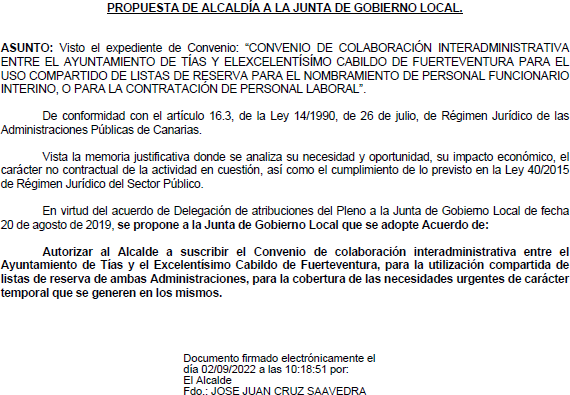 PROPUESTA DE ALCALDÍA A LA JUNTA DE GOBIERNO LOCAL.
ASUNTO: Visto el expediente de Convenio: “CONVENIO DE COLABORACIÓN INTERADMINISTRATIVA
ENTRE EL AYUNTAMIENTO DE TÍAS Y ELEXCELENTÍSÍMO CABILDO DE FUERTEVENTURA PARA EL
USO COMPARTIDO DE LISTAS DE RESERVA PARA EL NOMBRAMIENTO DE PERSONAL FUNCIONARIO
INTERINO, O PARA LA CONTRATACIÓN DE PERSONAL LABORAL”.
De conformidad con el artículo 16.3, de la Ley 14/1990, de 26 de julio, de Régimen Jurídico de las
Administraciones Públicas de Canarias.
Vista la memoria justificativa donde se analiza su necesidad y oportunidad, su impacto económico, el
carácter no contractual de la actividad en cuestión, así como el cumplimiento de lo previsto en la Ley 40/2015
de Régimen Jurídico del Sector Público.
En virtud del acuerdo de Delegación de atribuciones del Pleno a la Junta de Gobierno Local de fecha
20 de agosto de 2019, se propone a la Junta de Gobierno Local que se adopte Acuerdo de:
Autorizar al Alcalde a suscribir el Convenio de colaboración interadministrativa entre el
Ayuntamiento de Tías y el Excelentísimo Cabildo de Fuerteventura, para la utilización compartida de
listas de reserva de ambas Administraciones, para la cobertura de las necesidades urgentes de carácter
temporal que se generen en los mismos.
Documento firmado electrónicamente el
día 02/09/2022 a las 10:18:51 por:
El Alcalde
Fdo.: JOSE JUAN CRUZ SAAVEDRA